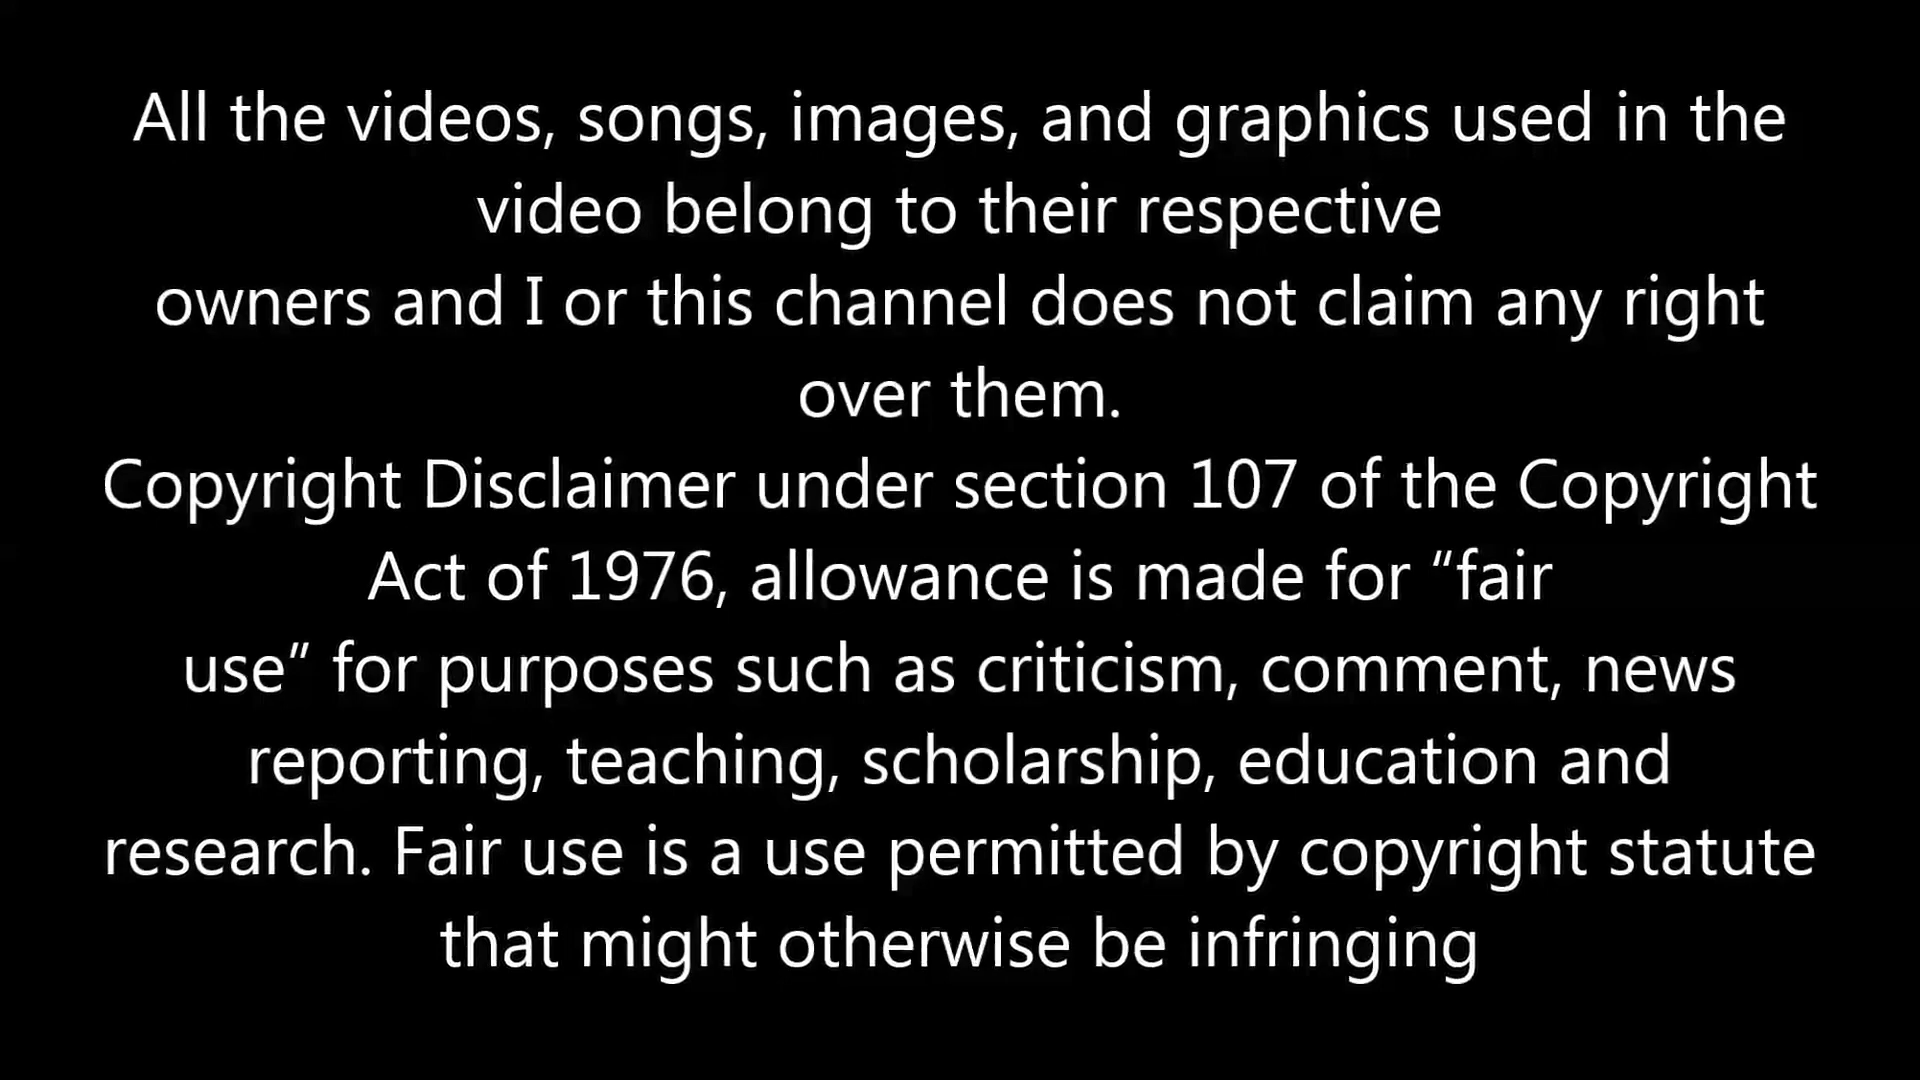 All the videos, songs, images, and graphics used in the
video belong to their respective
owners and I or this channel does not claim any right
over them.
Copyright Disclaimer under section 107 of the Copyright
Act of 1976, allowance is made for “fair
use” for purposes such as criticism, comment, news
reporting, teaching, scholarship, education and
research. Fair use is a use permitted by copyright statute
that might otherwise be infringing